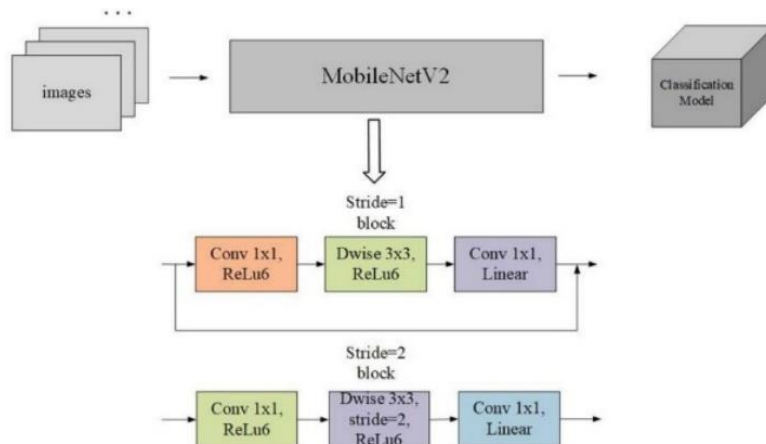 ...
images
MobileNetV2
Classification
Model
Stride=1
block
Conv 1x1,
ReLu6
Dwise 3x3,
ReLu6
Conv 1x1,
Linear
Stride=2
block
Conv 1x1,
ReLu6
Dwise 3x3,
stride=2,
ReLu6
Conv 1x1,
Linear